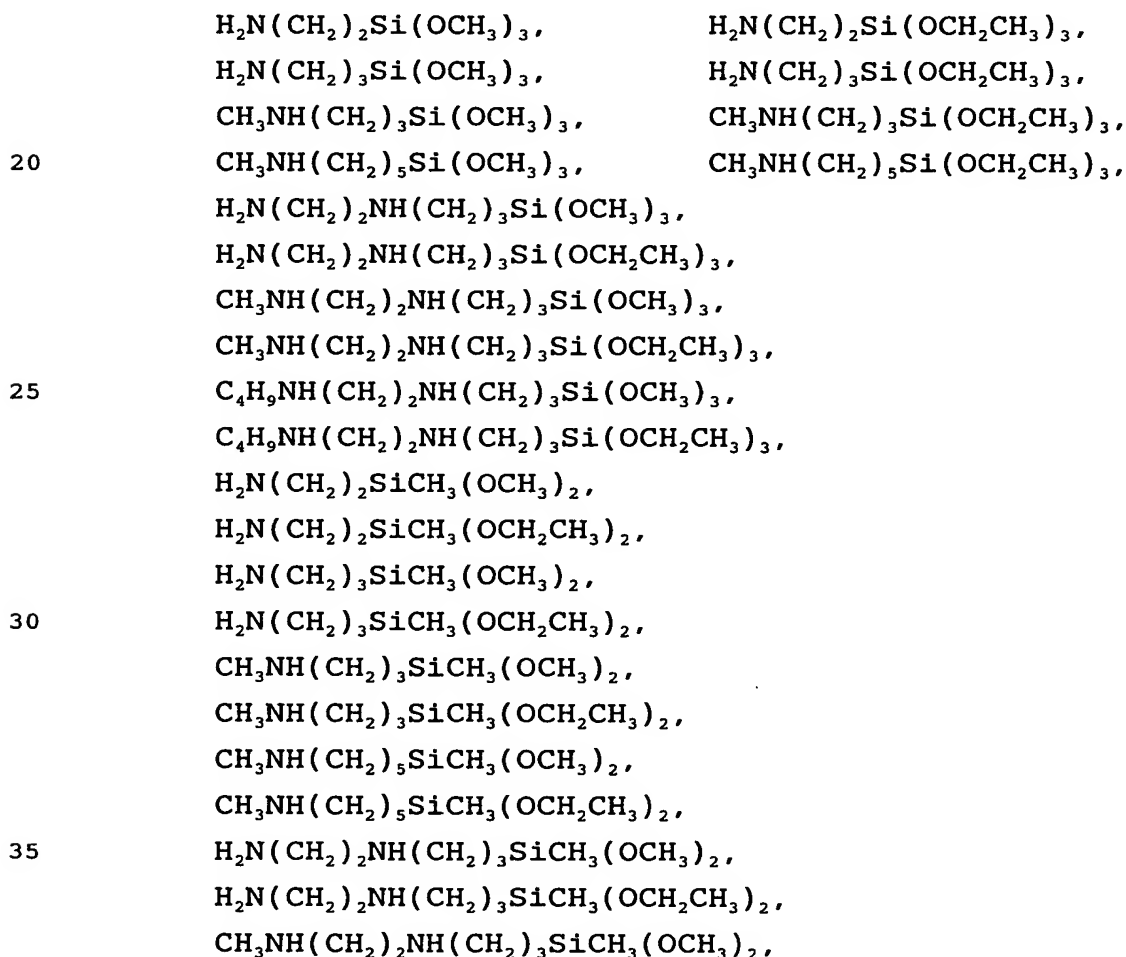 H₂N(CH₂)₂Si(OCH₃)₃, H₂N(CH₂)₂Si(OCH₂CH₃)₃,
H₂N(CH₂)₃Si(OCH₃)₃, H₂N(CH₂)₃Si(OCH₂CH₃)₃,
CH₃NH(CH₂)₃Si(OCH₃)₃, CH₃NH(CH₂)₃Si(OCH₂CH₃)₃,
20 CH₃NH(CH₂)₅Si(OCH₃)₃, CH₃NH(CH₂)₅Si(OCH₂CH₃)₃,
H₂N(CH₂)₂NH(CH₂)₃Si(OCH₃)₃,
H₂N(CH₂)₂NH(CH₂)₃Si(OCH₂CH₃)₃,
CH₃NH(CH₂)₂NH(CH₂)₃Si(OCH₃)₃,
CH₃NH(CH₂)₂NH(CH₂)₃Si(OCH₂CH₃)₃,
25 C₄H₉NH(CH₂)₂NH(CH₂)₃Si(OCH₃)₃,
C₄H₉NH(CH₂)₂NH(CH₂)₃Si(OCH₂CH₃)₃,
H₂N(CH₂)₂SiCH₃(OCH₃)₂,
H₂N(CH₂)₂SiCH₃(OCH₂CH₃)₂,
H₂N(CH₂)₃SiCH₃(OCH₃)₂,
30 H₂N(CH₂)₃SiCH₃(OCH₂CH₃)₂,
CH₃NH(CH₂)₃SiCH₃(OCH₃)₂,
CH₃NH(CH₂)₃SiCH₃(OCH₂CH₃)₂,
CH₃NH(CH₂)₅SiCH₃(OCH₃)₂,
CH₃NH(CH₂)₅SiCH₃(OCH₂CH₃)₂,
35 H₂N(CH₂)₂NH(CH₂)₃SiCH₃(OCH₃)₂,
H₂N(CH₂)₂NH(CH₂)₃SiCH₃(OCH₂CH₃)₂,
CH₃NH(CH₂)₂NH(CH₂)₃SiCH₃(OCH₃)₂,